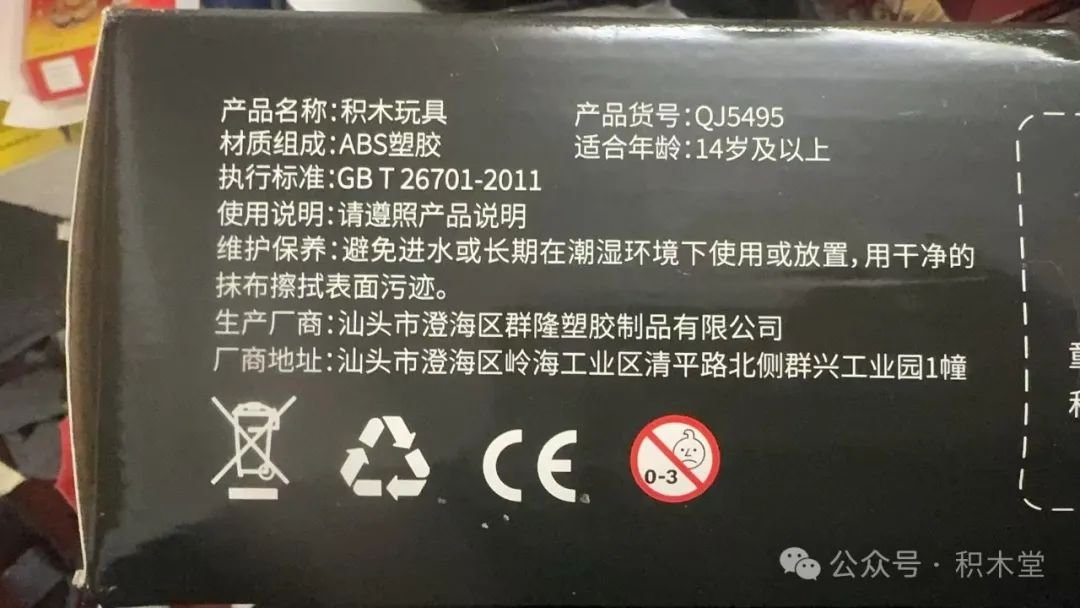 产品名称:积木玩具 产品货号:QJ5495
材质组成:ABS塑胶 适合年龄:14岁及以上
执行标准:GB T 26701-2011
使用说明:请遵照产品说明
维护保养:避免进水或长期在潮湿环境下使用或放置,用干净的
抹布擦拭表面污迹。
生产厂商:汕头市澄海区群隆塑胶制品有限公司
厂商地址:汕头市澄海区岭海工业区清平路北侧群兴工业园1幢
CE
0-3
公众号·积木堂